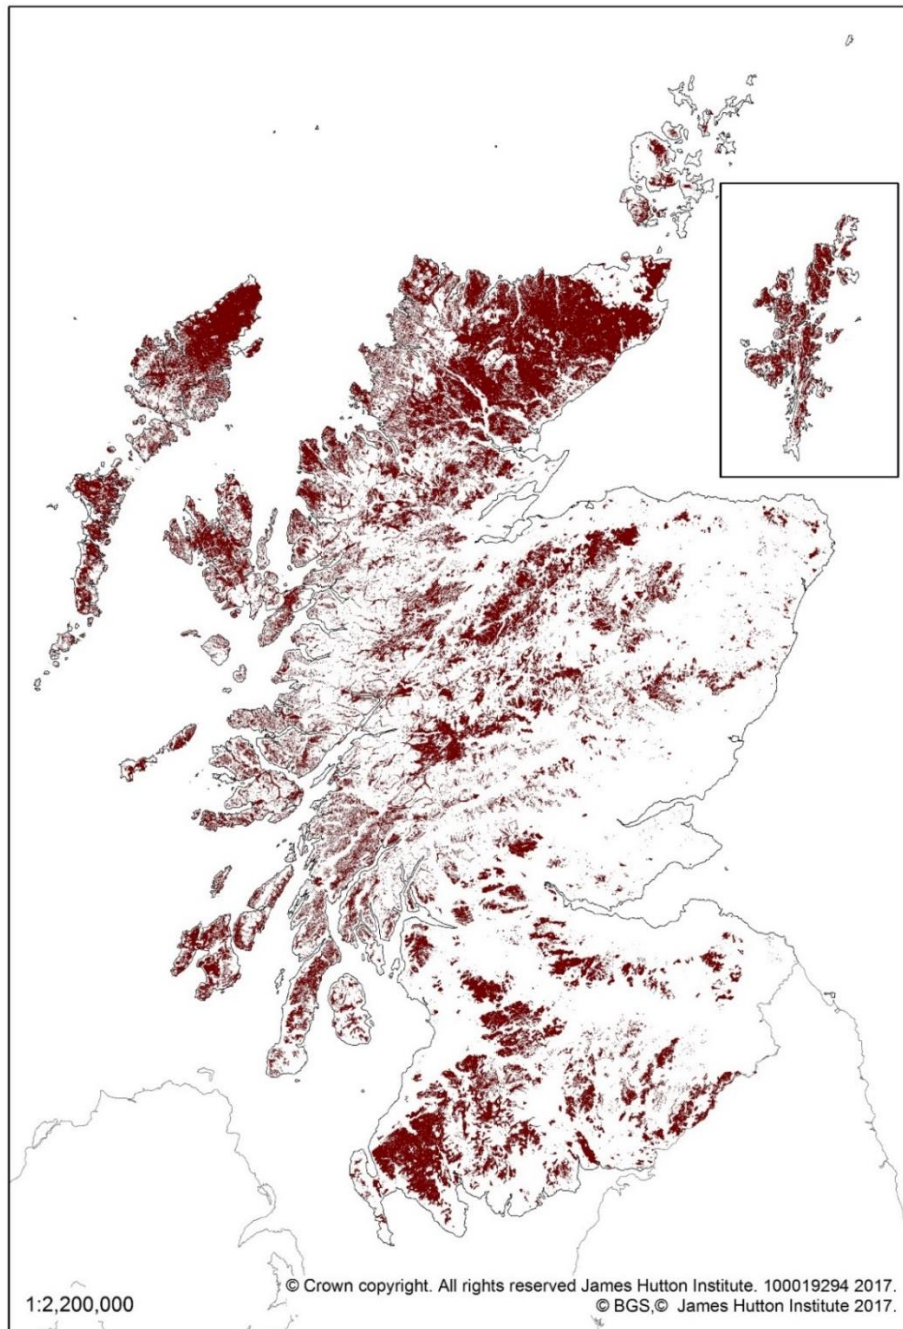 © Crown copyright. All rights reserved James Hutton Institute. 100019294 2017.
1:2,200,000
© BGS,© James Hutton Institute 2017.